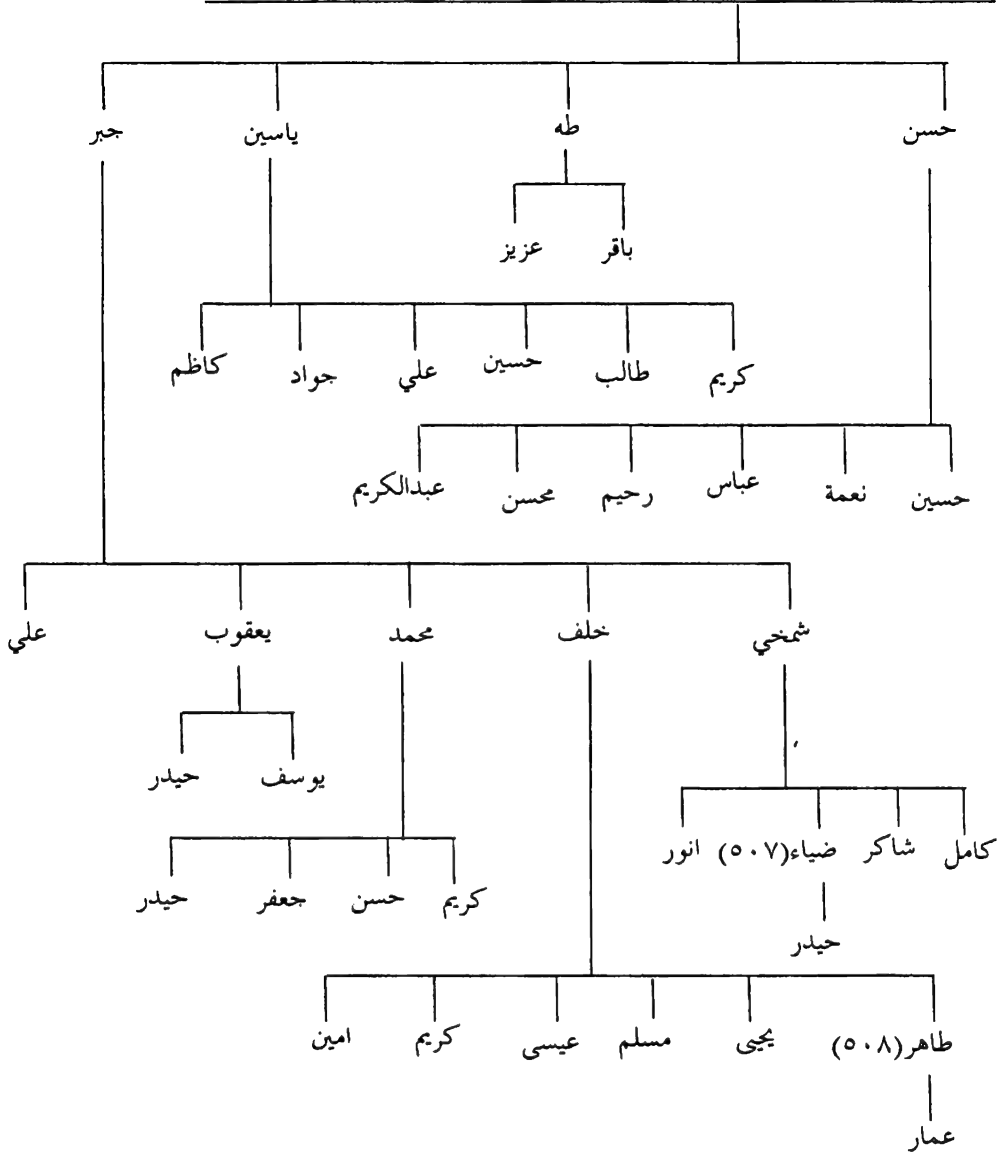 حسن طه ياسين جبر
باقر عزيز
كريم طالب حسين علي جواد كاظم
حسين نعمة عباس رحيم محسن عبدالكريم
شمخي خلف محمد يعقوب علي
يوسف حيدر
كامل شاكر ضياء(٥٠٧) انور
كريم حسن جعفر حيدر
حيدر
طاهر(٥٠٨) يحيى مسلم عيسى كريم امين
عمار